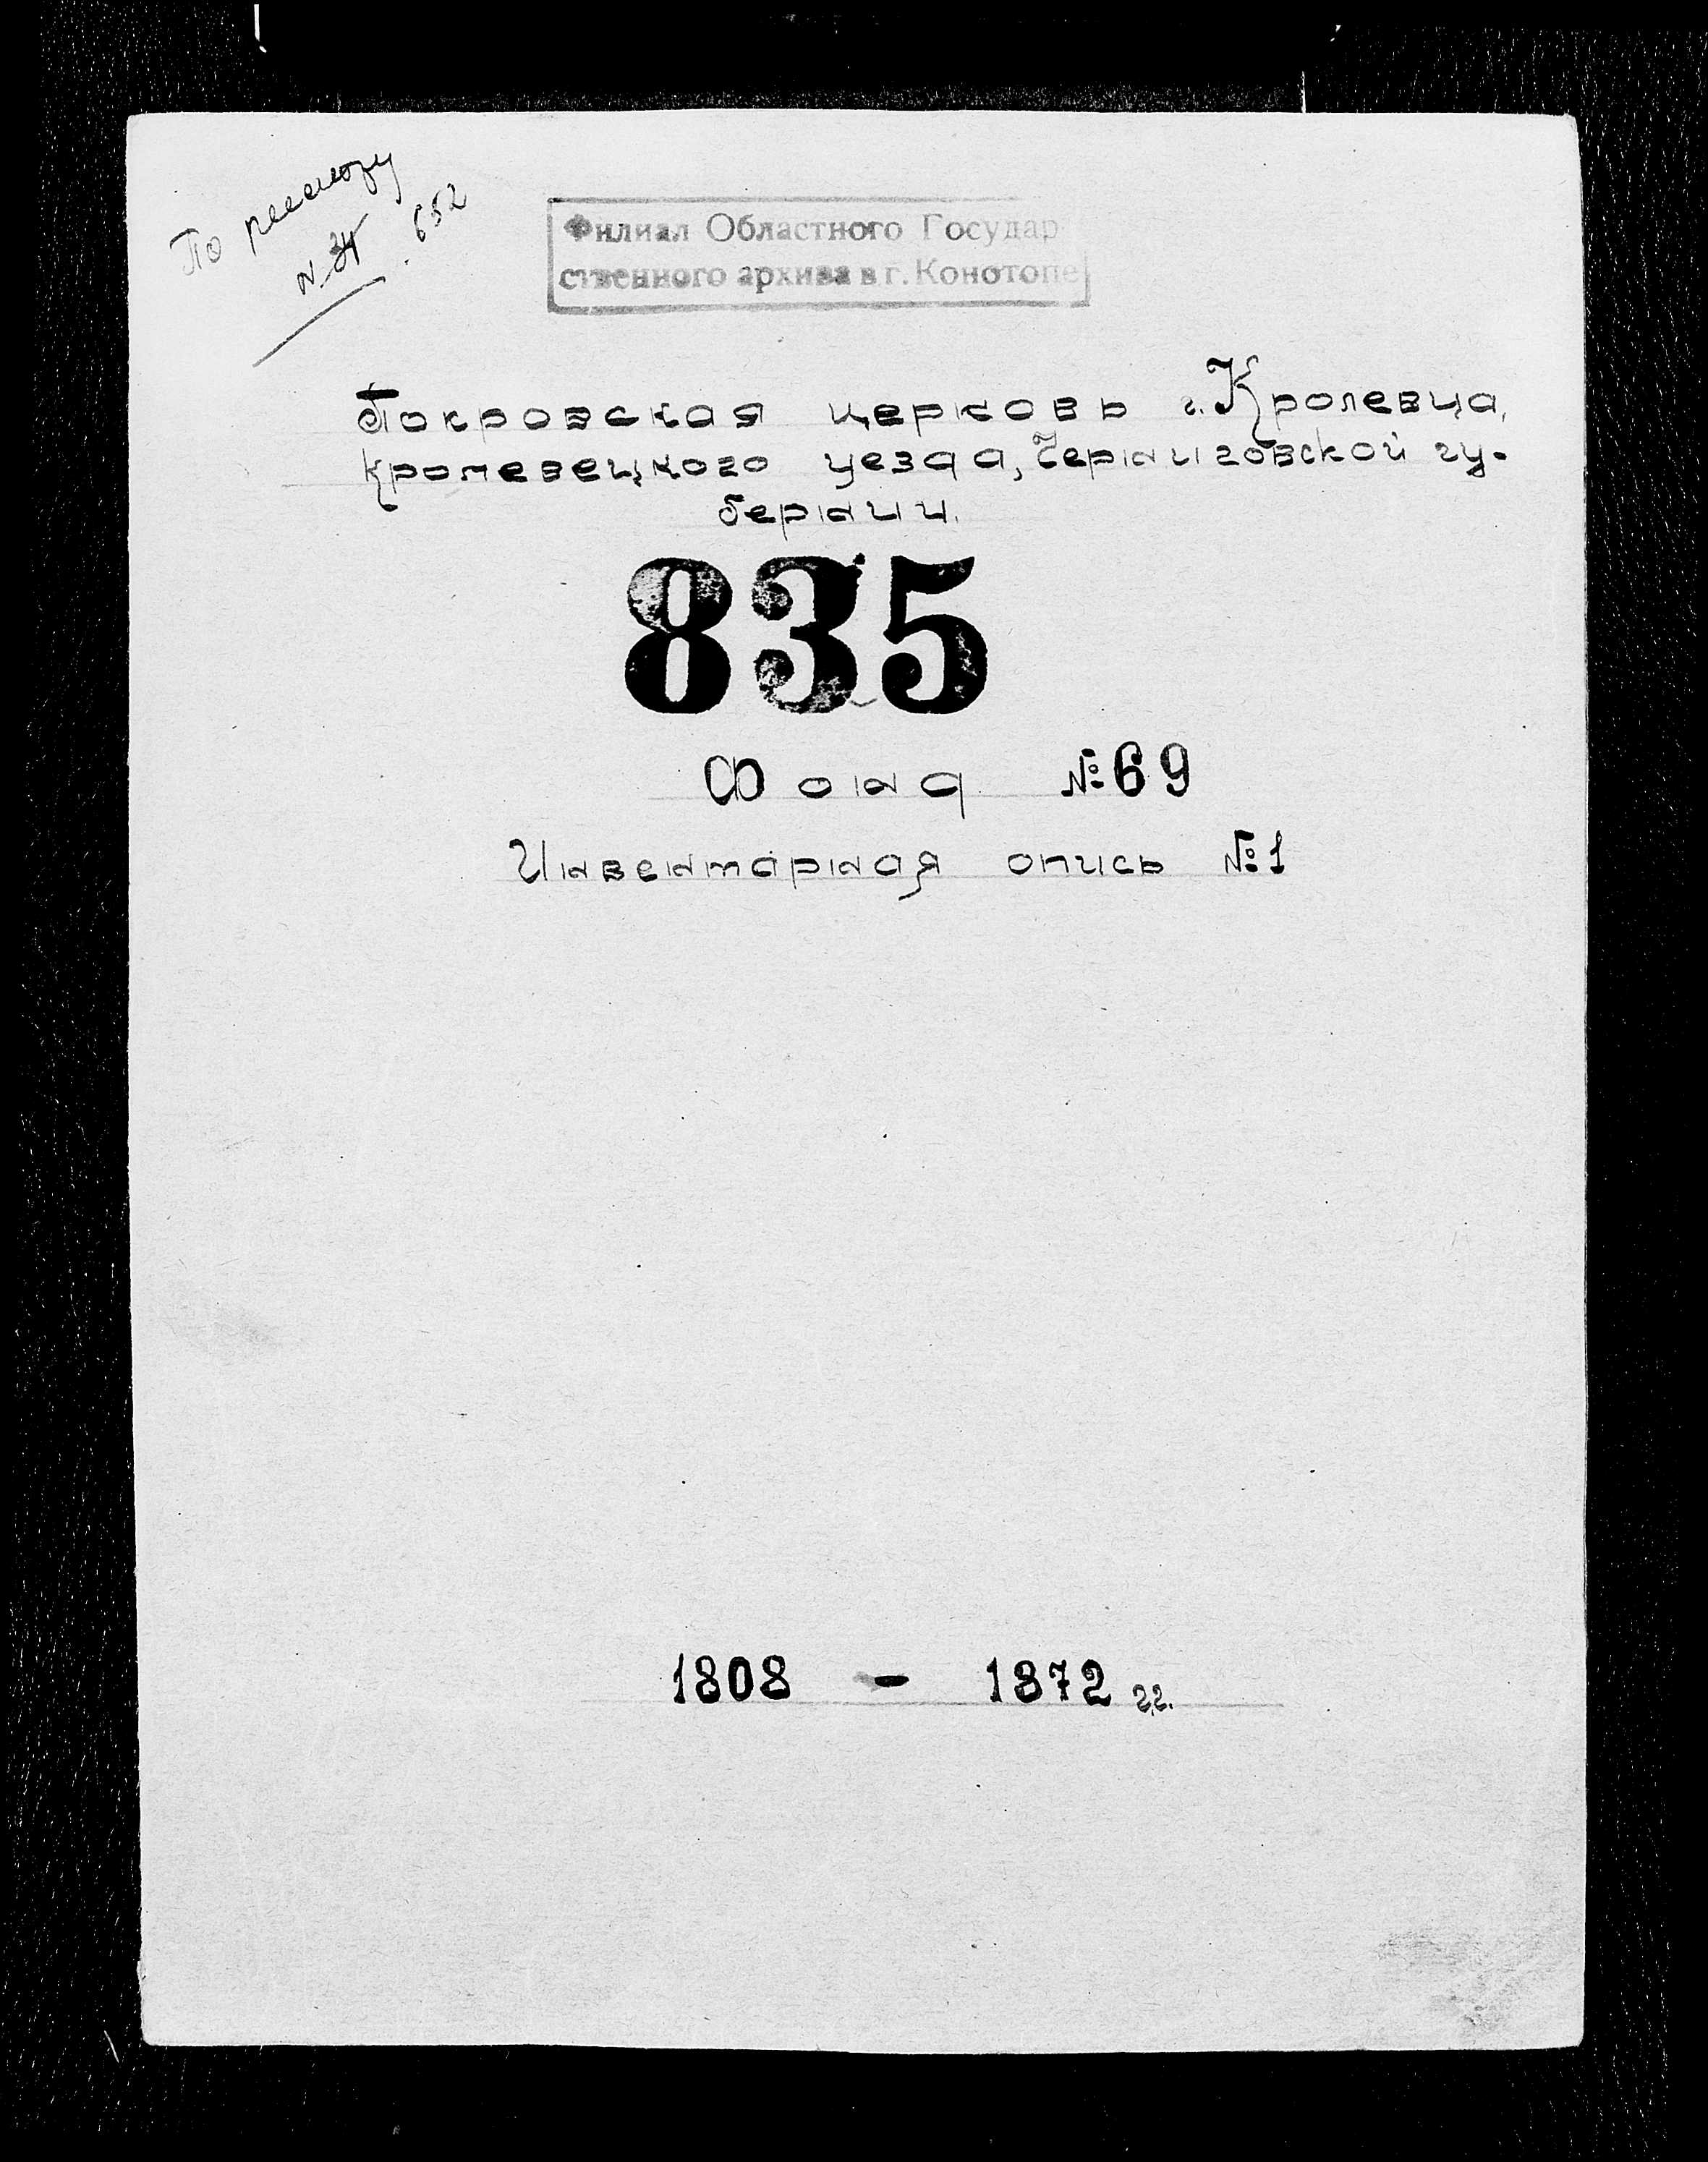 По реестру
№ 34 . 652
Филиал Областного Государ
ственного архива в г. Конотопе
Покровская церковь г. Кролевца,
Кролевецкого уезда, Черниговской гу-
бернии.
835
Фонд №69
Инвентарная опись №1
1808 - 1872 г.г.